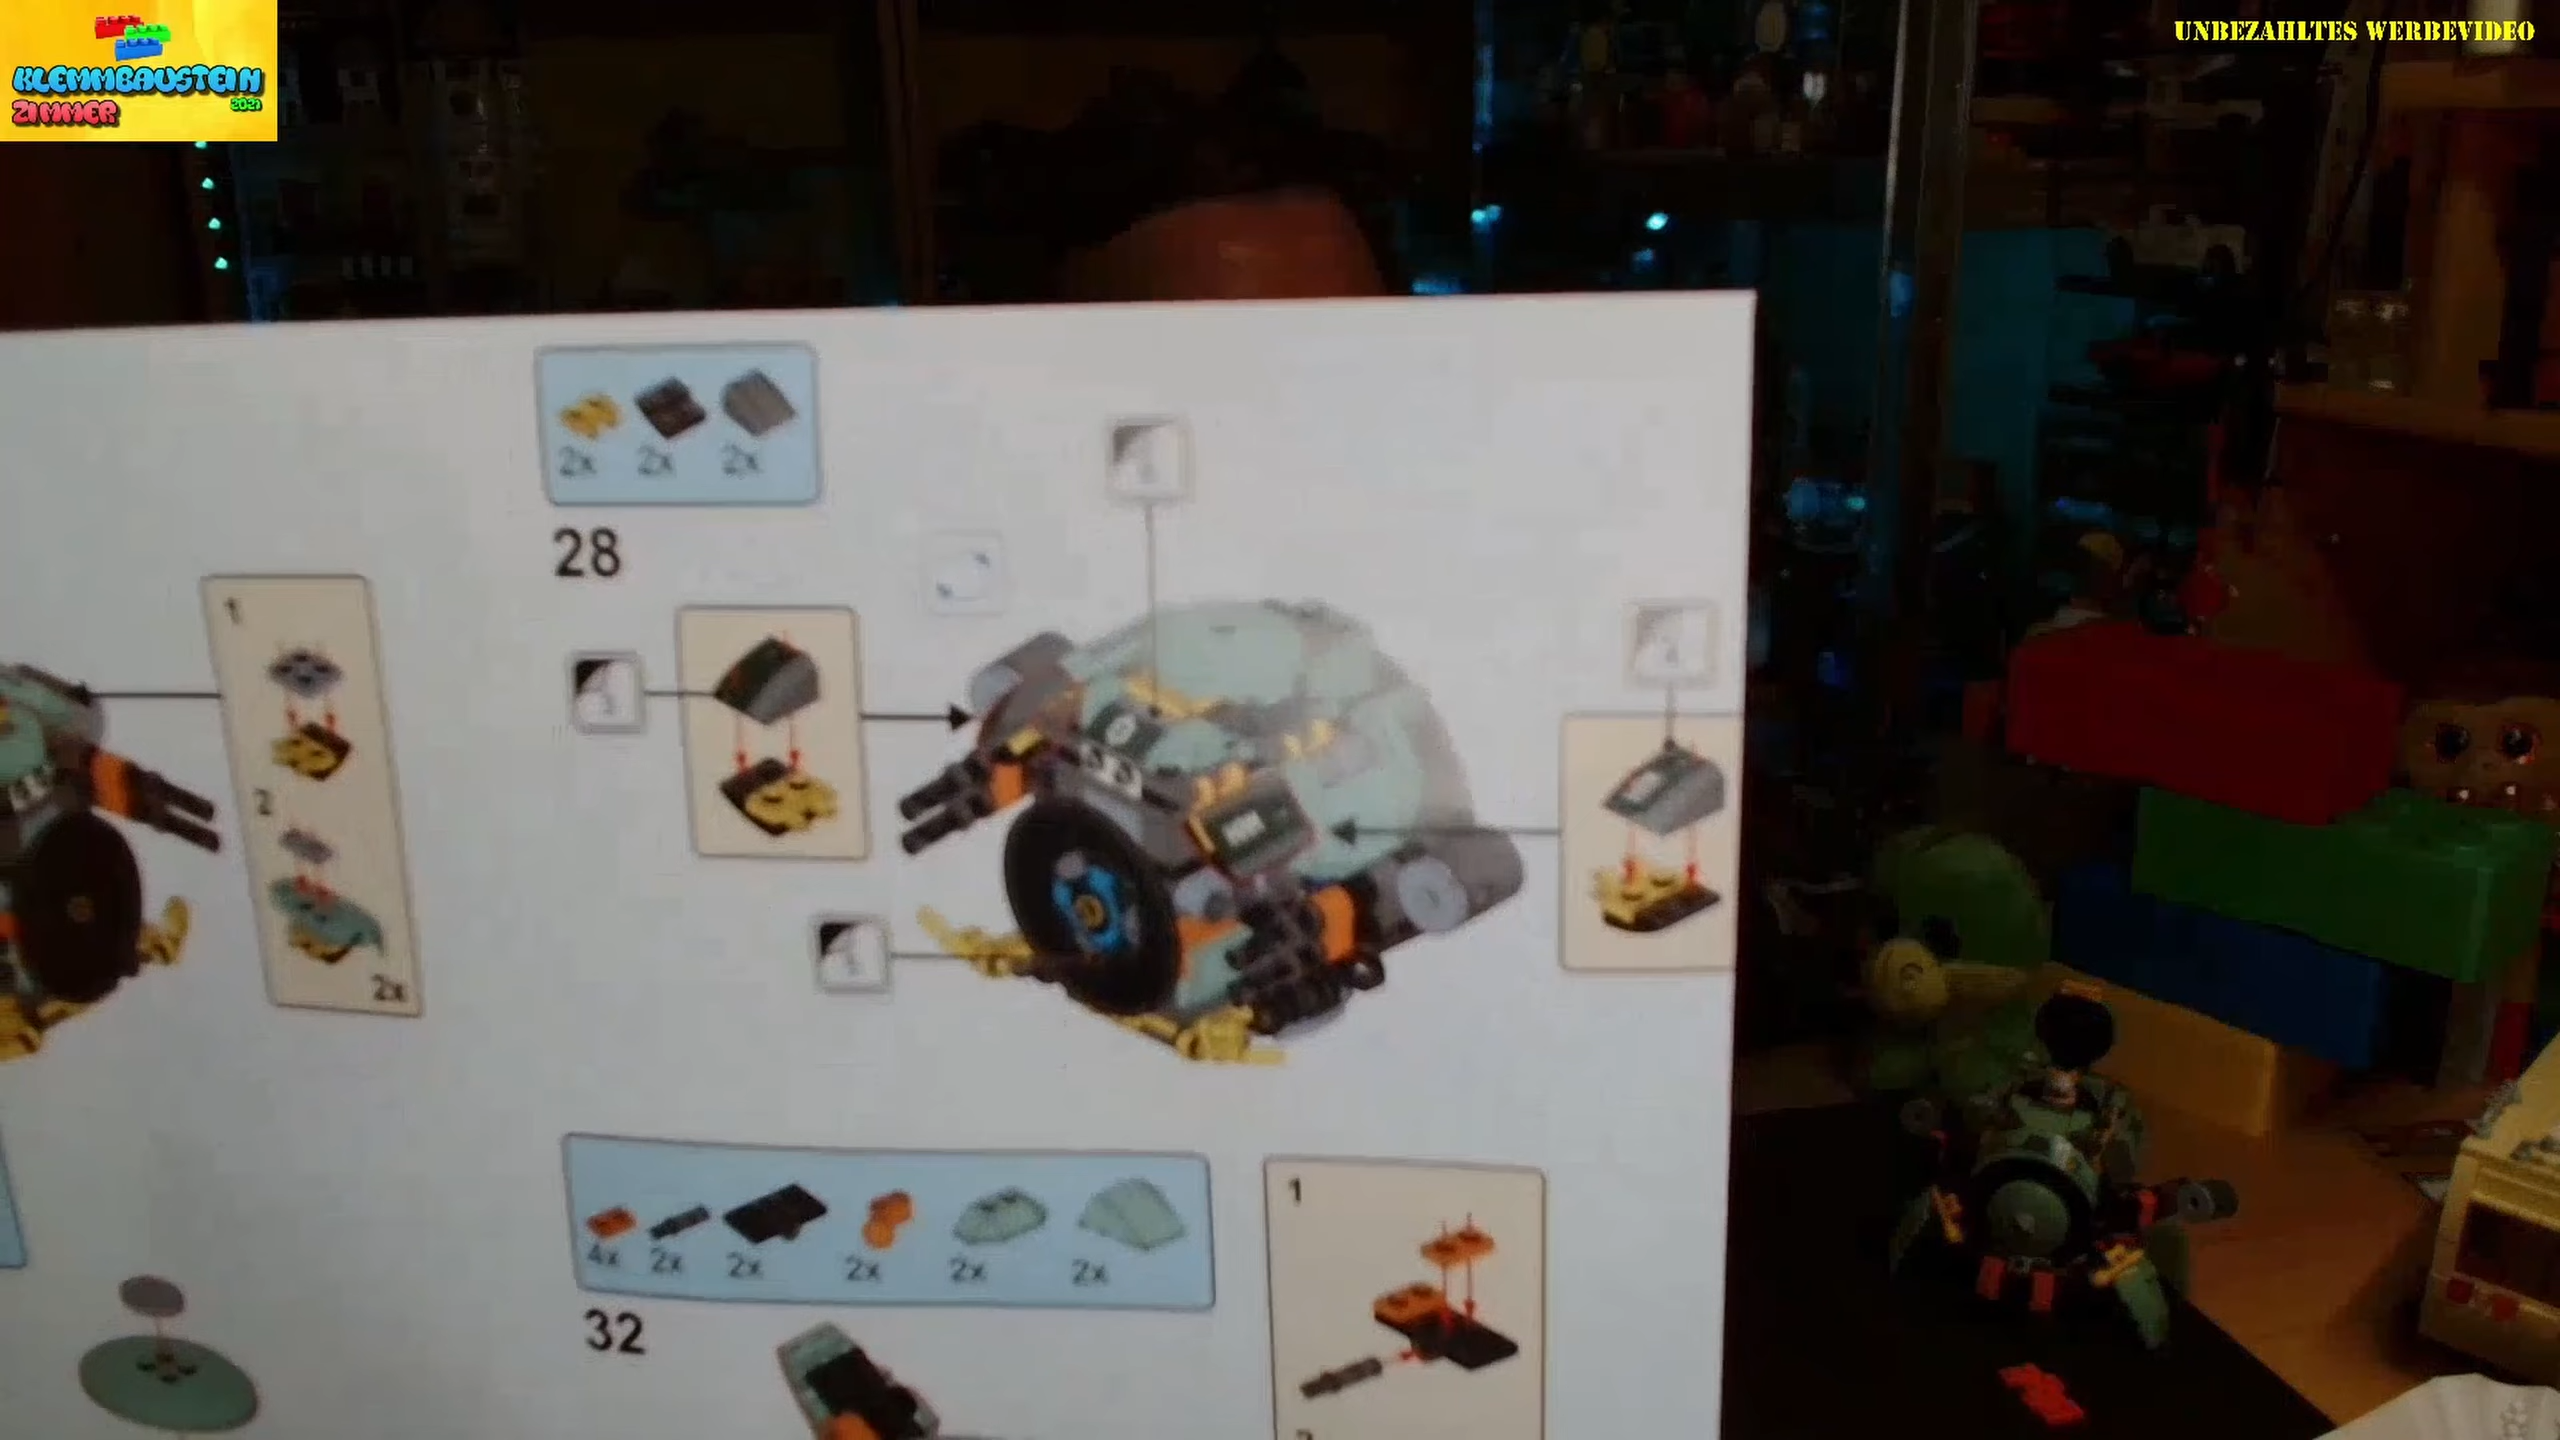 KLEMMBAUSTEIN
ZIMMER 2021
UNBEZAHLTES WERBEVIDEO
2x 2x 2x
28
1
2
2x
4x 2x 2x 2x 2x 2x
32
1